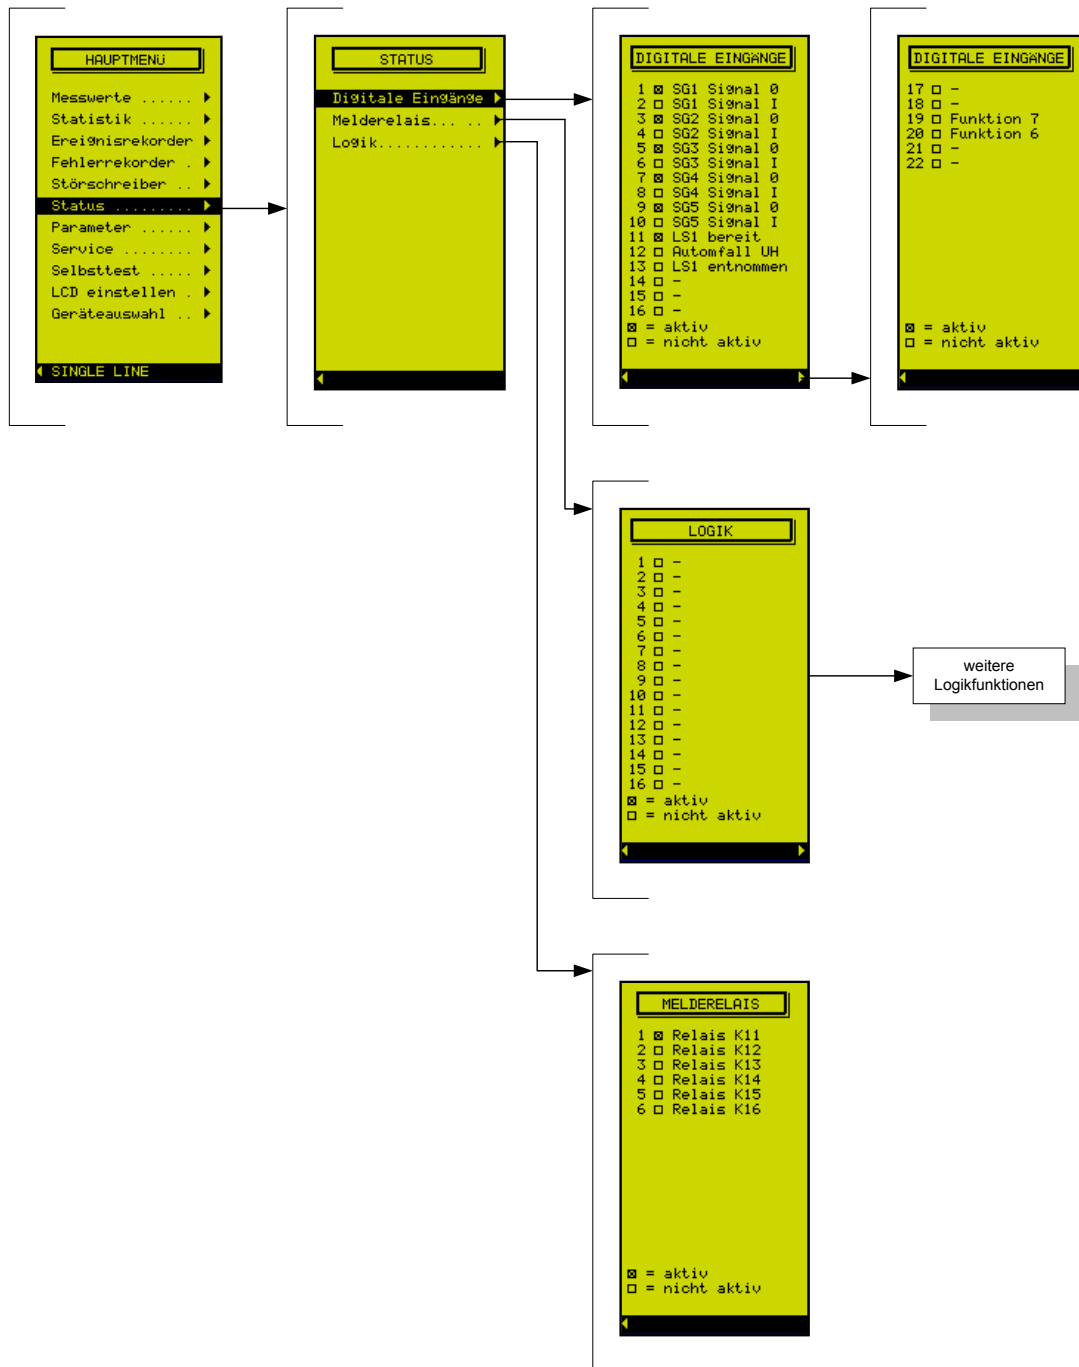 HAUPTMENü
Messwerte ......
Statistik ......
Ereignisrekorder
Fehlerrekorder .
Störschreiber ..
Status .........
Parameter ......
Service ........
Selbsttest .....
LCD einstellen .
Geräteauswahl ..
SINGLE LINE
STATUS
Digitale Eingänge
Melderelais... ..
Logik............
DIGITALE EINGÄNGE
1 ☒ SG1 Signal 0
2 □ SG1 Signal I
3 ☒ SG2 Signal 0
4 □ SG2 Signal I
5 ☒ SG3 Signal 0
6 □ SG3 Signal I
7 ☒ SG4 Signal 0
8 □ SG4 Signal I
9 ☒ SG5 Signal 0
10 □ SG5 Signal I
11 ☒ LS1 bereit
12 □ Automfall UH
13 □ LS1 entnommen
14 □ -
15 □ -
16 □ -
☒ = aktiv
□ = nicht aktiv
DIGITALE EINGÄNGE
17 □ -
18 □ -
19 □ Funktion 7
20 □ Funktion 6
21 □ -
22 □ -
☒ = aktiv
□ = nicht aktiv
LOGIK
1 □ -
2 □ -
3 □ -
4 □ -
5 □ -
6 □ -
7 □ -
8 □ -
9 □ -
10 □ -
11 □ -
12 □ -
13 □ -
14 □ -
15 □ -
16 □ -
☒ = aktiv
□ = nicht aktiv
weitere
Logikfunktionen
MELDERELAIS
1 ☒ Relais K11
2 □ Relais K12
3 □ Relais K13
4 □ Relais K14
5 □ Relais K15
6 □ Relais K16
☒ = aktiv
□ = nicht aktiv